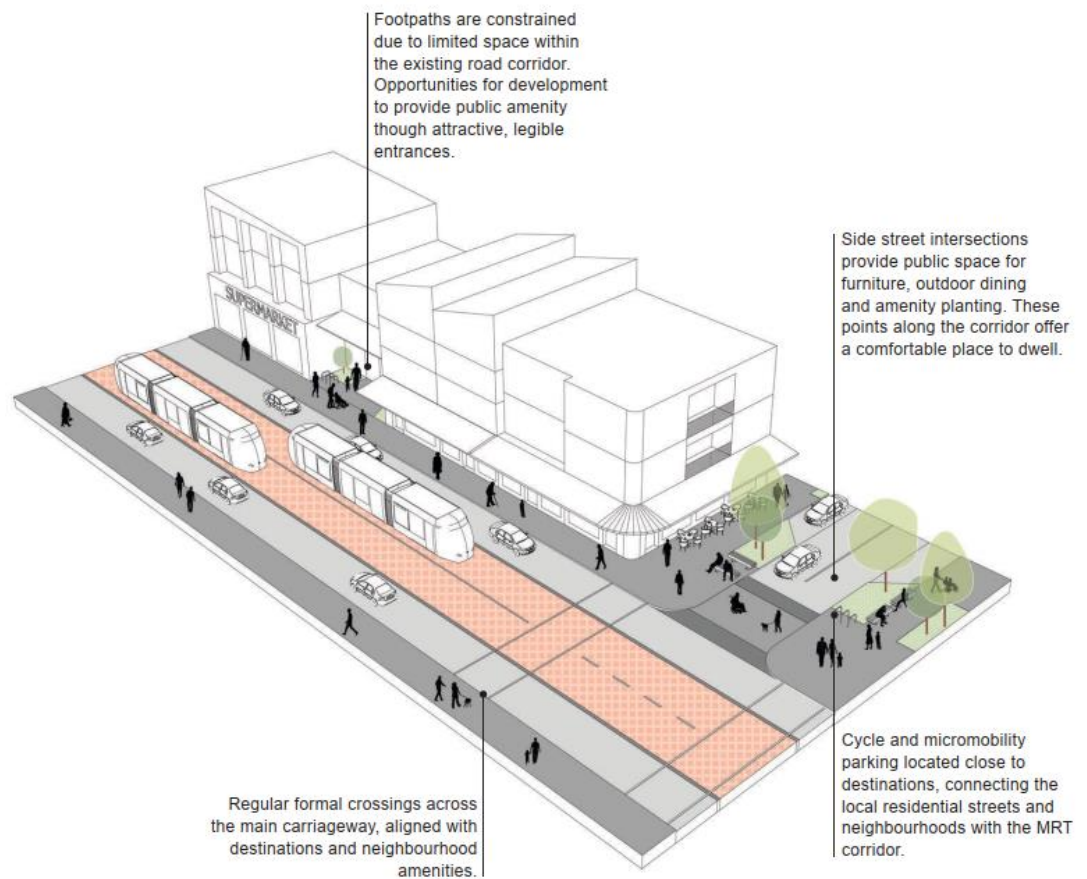 Footpaths are constrained
due to limited space within
the existing road corridor.
Opportunities for development
to provide public amenity
though attractive, legible
entrances.
Side street intersections
provide public space for
furniture, outdoor dining
and amenity planting. These
points along the corridor offer
a comfortable place to dwell.
SUPERMARKET
Cycle and micromobility
parking located close to
destinations, connecting the
local residential streets and
neighbourhoods with the MRT
corridor.
Regular formal crossings across
the main carriageway, aligned with
destinations and neighbourhood
amenities.